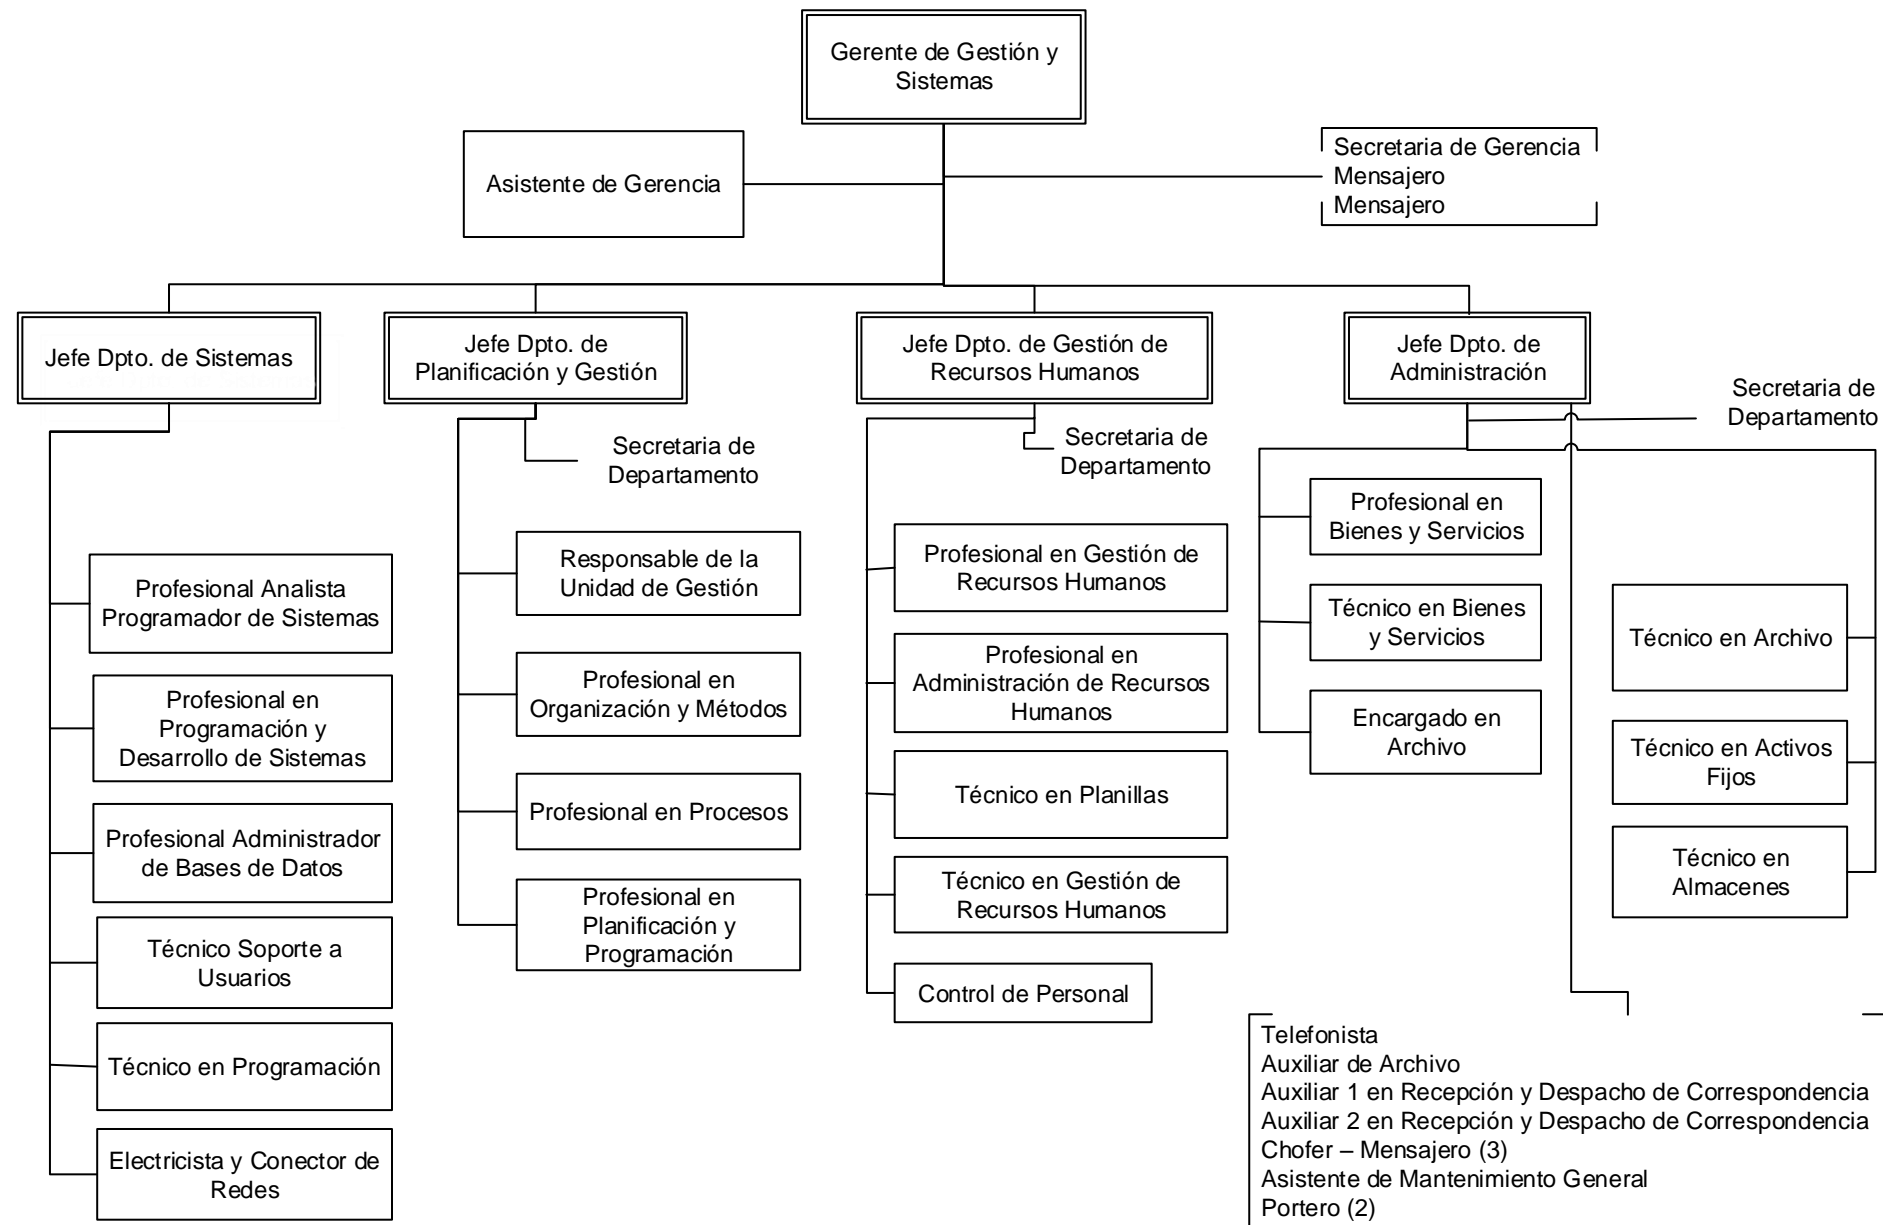 Gerente de Gestión y
Sistemas
Asistente de Gerencia
Secretaria de Gerencia
Mensajero
Mensajero
Jefe Dpto. de Sistemas
Jefe Dpto. de
Planificación y Gestión
Jefe Dpto. de Gestión de
Recursos Humanos
Jefe Dpto. de
Administración
Secretaria de
Departamento
Secretaria de
Departamento
Secretaria de
Departamento
Profesional Analista
Programador de Sistemas
Profesional en
Programación y
Desarrollo de Sistemas
Profesional Administrador
de Bases de Datos
Técnico Soporte a
Usuarios
Técnico en Programación
Electricista y Conector de
Redes
Responsable de la
Unidad de Gestión
Profesional en
Organización y Métodos
Profesional en Procesos
Profesional en
Planificación y
Programación
Profesional en Gestión de
Recursos Humanos
Profesional en
Administración de Recursos
Humanos
Técnico en Planillas
Técnico en Gestión de
Recursos Humanos
Control de Personal
Profesional en
Bienes y Servicios
Técnico en Bienes
y Servicios
Encargado en
Archivo
Técnico en Archivo
Técnico en Activos
Fijos
Técnico en
Almacenes
Telefonista
Auxiliar de Archivo
Auxiliar 1 en Recepción y Despacho de Correspondencia
Auxiliar 2 en Recepción y Despacho de Correspondencia
Chofer – Mensajero (3)
Asistente de Mantenimiento General
Portero (2)